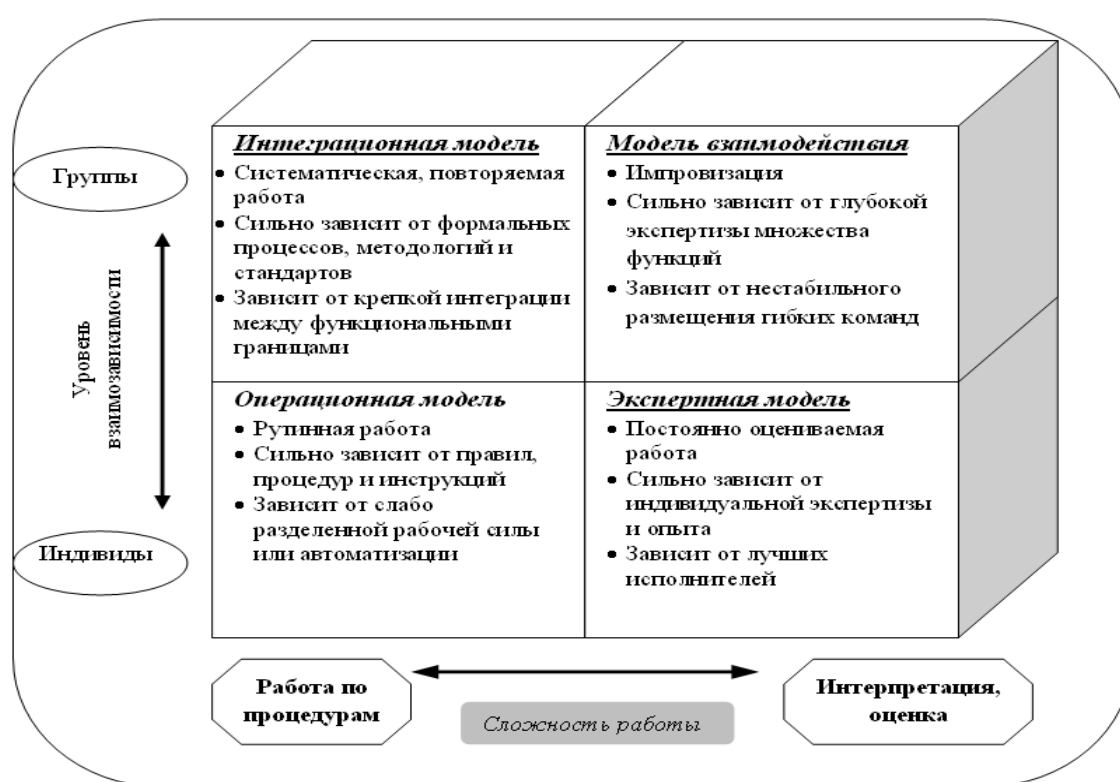 Интеграционная модель
• Систематическая, повторяемая
работа
• Сильно зависит от формальных
процессов, методологий и
стандартов
• Зависит от крепкой интеграции
между функциональными
границами
Модель взаимодействия
• Импровизация
• Сильно зависит от глубокой
экспертизы множества
функций
• Зависит от нестабильного
размещения гибких команд
Группы
Уровень
взаимозависимости
Индивиды
Операционная модель
• Рутинная работа
• Сильно зависит от правил,
процедур и инструкций
• Зависит от слабо
разделенной рабочей силы
или автоматизации
Экспертная модель
• Постоянно оцениваемая
работа
• Сильно зависит от
индивидуальной экспертизы
и опыта
• Зависит от лучших
исполнителей
Работа по
процедурам
Сложность работы
Интерпретация,
оценка